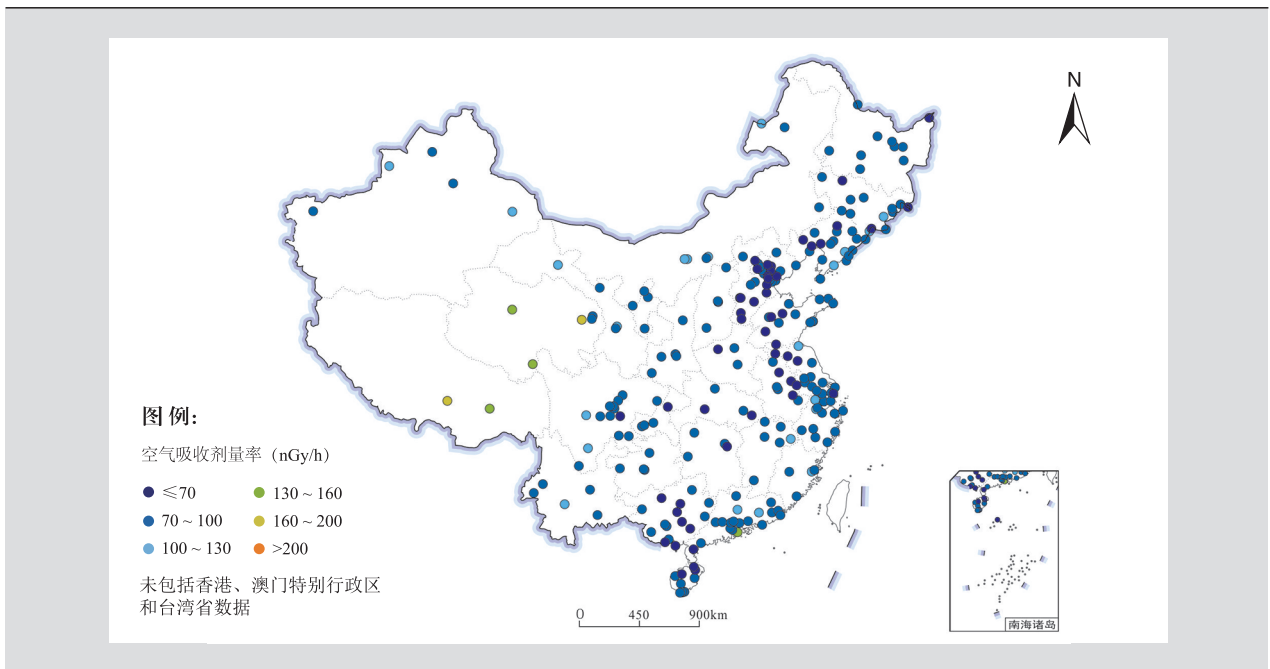 N
图例:
空气吸收剂量率（nGy/h）
≤70
130 ~ 160
70 ~ 100
160 ~ 200
100 ~ 130
>200
未包括香港、澳门特别行政区
和台湾省数据
0 450 900km
南海诸岛